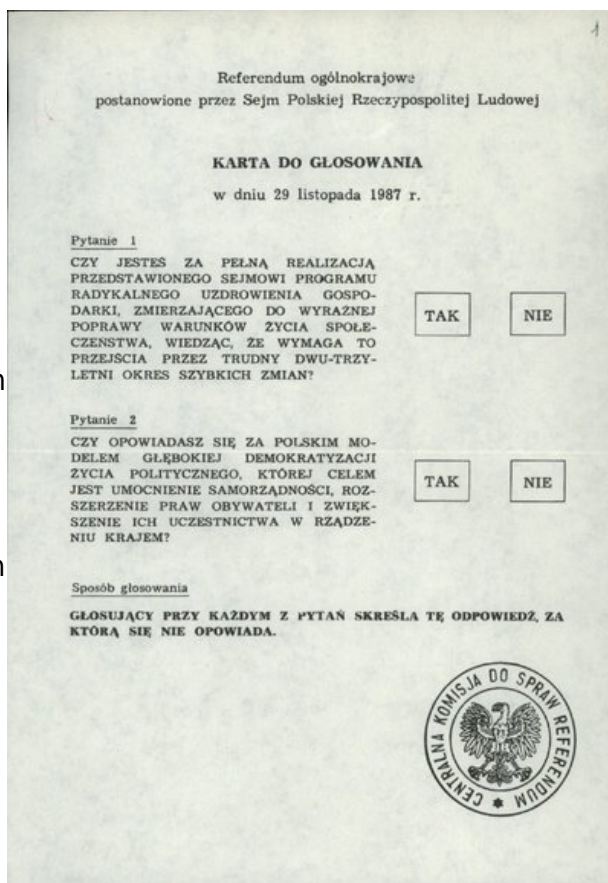 1
Referendum ogólnokrajowe
postanowione przez Sejm Polskiej Rzeczypospolitej Ludowej
KARTA DO GŁOSOWANIA
w dniu 29 listopada 1987 r.
Pytanie 1
CZY JESTEŚ ZA PEŁNĄ REALIZACJĄ
PRZEDSTAWIONEGO SEJMOWI PROGRAMU
RADYKALNEGO UZDROWIENIA GOSPO-
DARKI, ZMIERZAJĄCEGO DO WYRAŹNEJ
POPRAWY WARUNKÓW ŻYCIA SPOŁE-
CZEŃSTWA, WIEDZĄC, ŻE WYMAGA TO
PRZEJŚCIA PRZEZ TRUDNY DWU-TRZY-
LETNI OKRES SZYBKICH ZMIAN?
TAK NIE
Pytanie 2
CZY OPOWIADASZ SIĘ ZA POLSKIM MO-
DELEM GŁĘBOKIEJ DEMOKRATYZACJI
ŻYCIA POLITYCZNEGO, KTÓREJ CELEM
JEST UMOCNIENIE SAMORZĄDNOŚCI, ROZ-
SZERZENIE PRAW OBYWATELI I ZWIĘK-
SZENIE ICH UCZESTNICTWA W RZĄDZE-
NIU KRAJEM?
TAK NIE
Sposób głosowania
GŁOSUJĄCY PRZY KAŻDYM Z PYTAŃ SKREŚLA TĘ ODPOWIEDŹ, ZA
KTÓRĄ SIĘ NIE OPOWIADA.
CENTRALNA KOMISJA DO SPRAW REFERENDUM